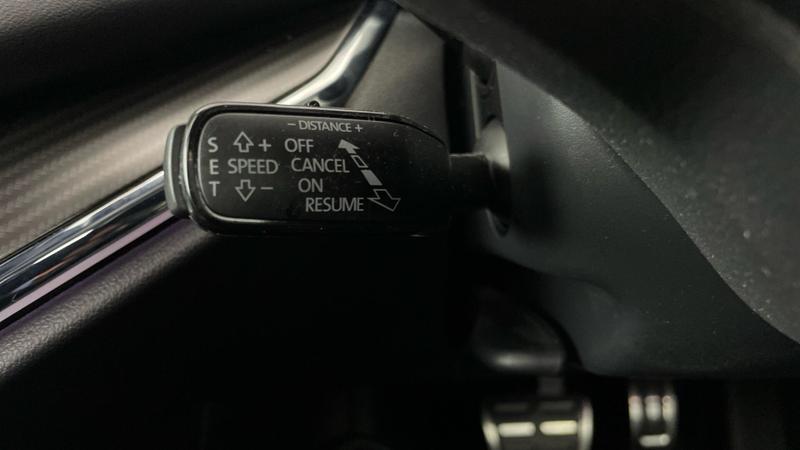 − DISTANCE +
S + OFF
E SPEED CANCEL
T − ON
RESUME